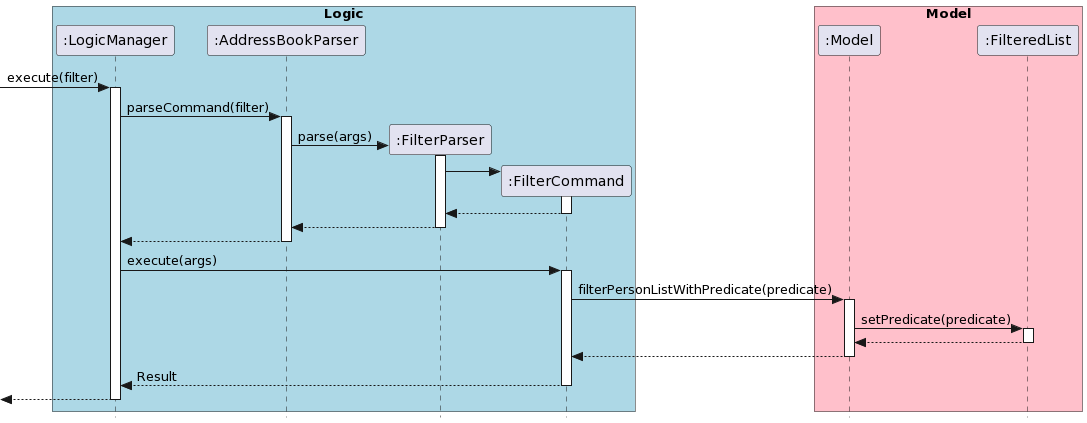 Logic
Model
:LogicManager
:AddressBookParser
:Model
:FilteredList
execute(filter)
parseCommand(filter)
parse(args)
:FilterParser
:FilterCommand
execute(args)
filterPersonListWithPredicate(predicate)
setPredicate(predicate)
Result